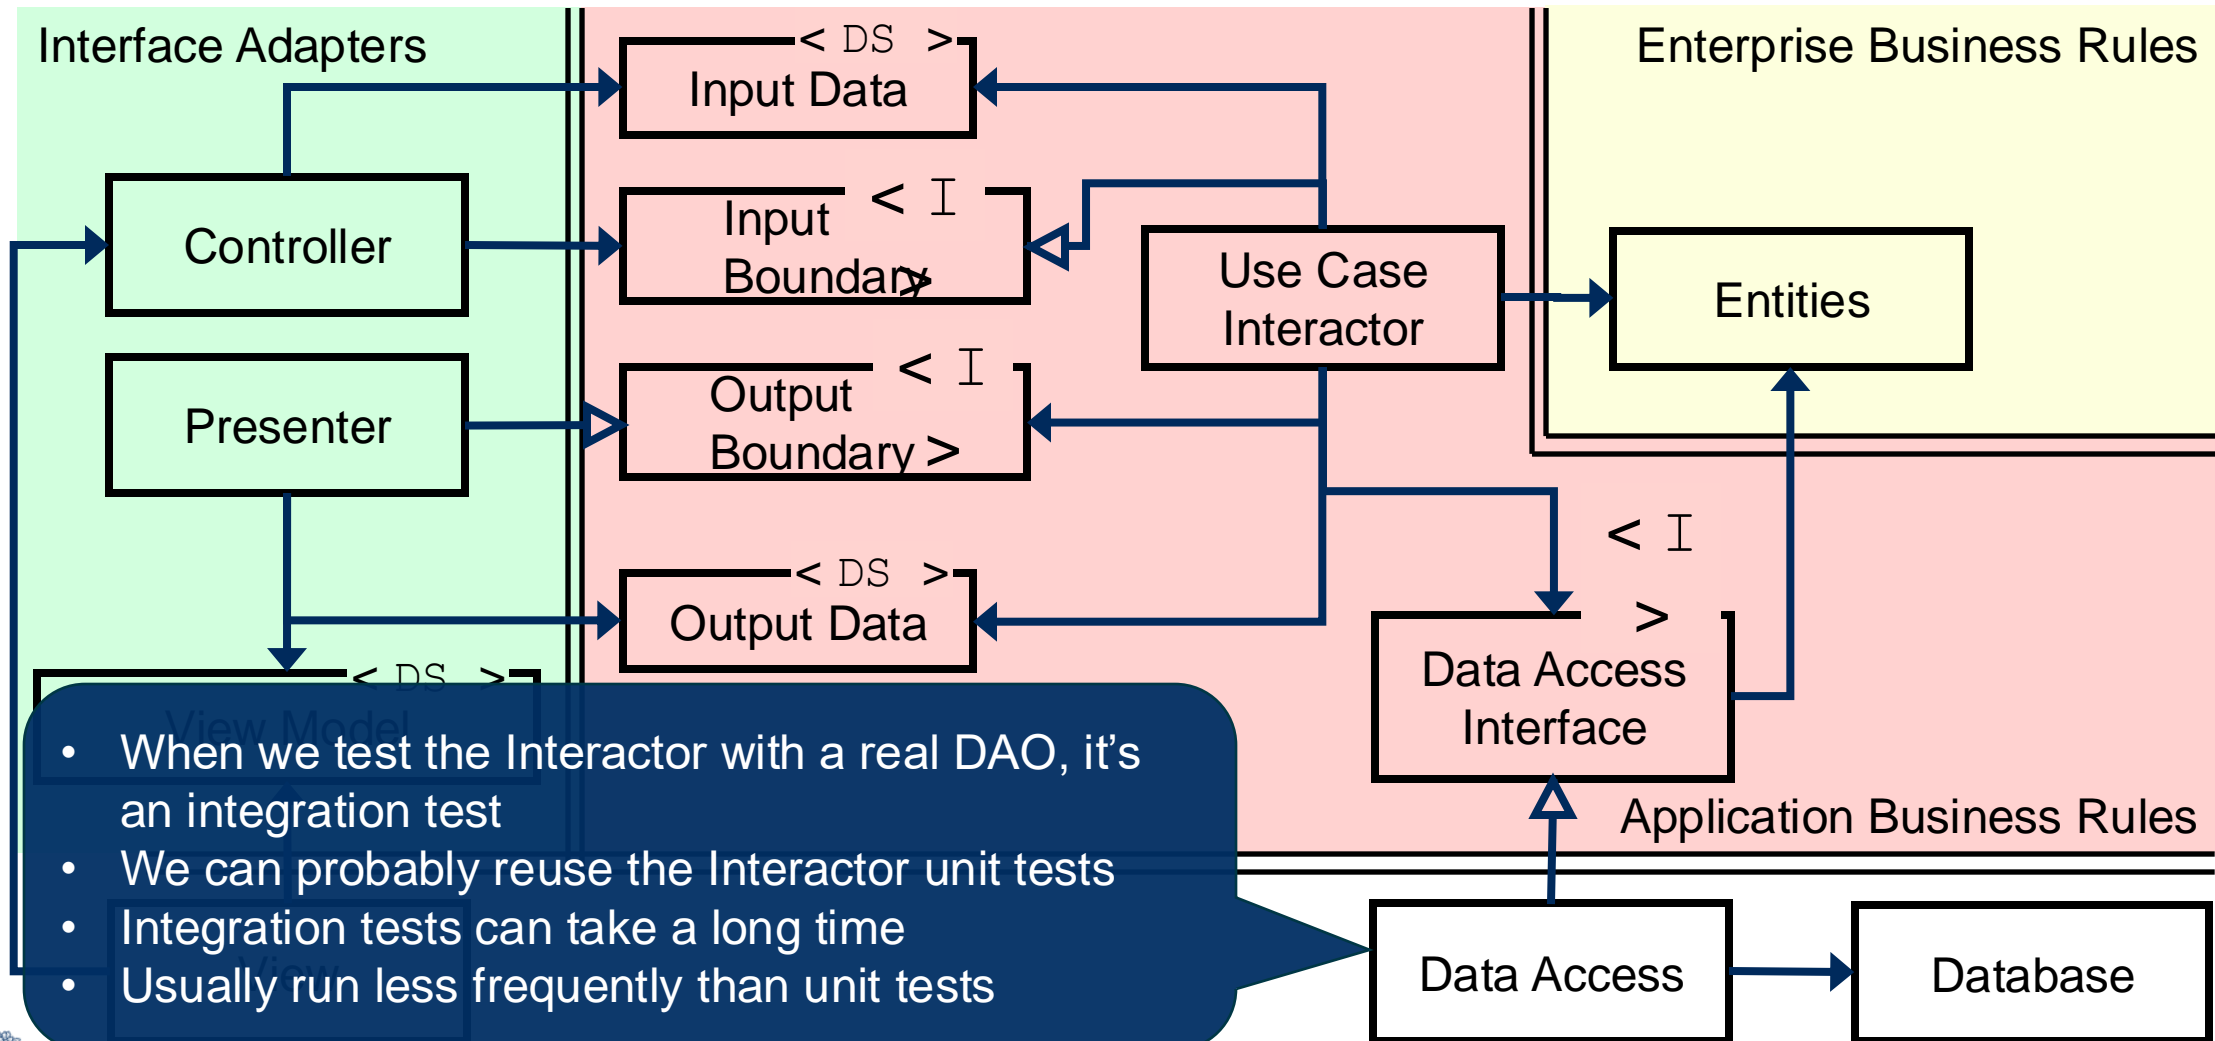 Interface Adapters
Enterprise Business Rules
< DS >
Input Data
Controller
< I
Input
Boundary
>
Use Case
Interactor
Entities
Presenter
< I
Output
Boundary >
< DS >
Output Data
< I
>
Data Access
Interface
Application Business Rules
< DS >
View Model
• When we test the Interactor with a real DAO, it’s
an integration test
• We can probably reuse the Interactor unit tests
• Integration tests can take a long time
• Usually run less frequently than unit tests
View
Data Access
Database